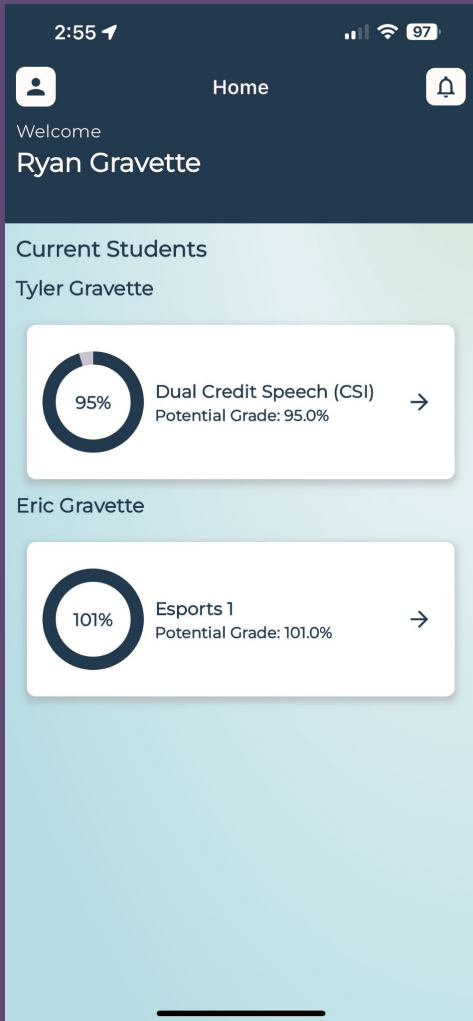 2:55
97
Home
Welcome
Ryan Gravette
Current Students
Tyler Gravette
95%
Dual Credit Speech (CSI)
Potential Grade: 95.0%
Eric Gravette
101%
Esports 1
Potential Grade: 101.0%